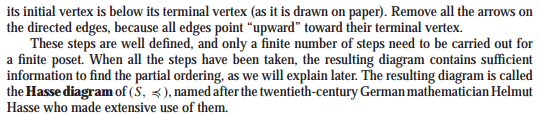 its initial vertex is below its terminal vertex (as it is drawn on paper). Remove all the arrows on
the directed edges, because all edges point “upward” toward their terminal vertex.
These steps are well defined, and only a finite number of steps need to be carried out for
a finite poset. When all the steps have been taken, the resulting diagram contains sufficient
information to find the partial ordering, as we will explain later. The resulting diagram is called
the Hasse diagram of (S, ≼), named after the twentieth-century German mathematician Helmut
Hasse who made extensive use of them.